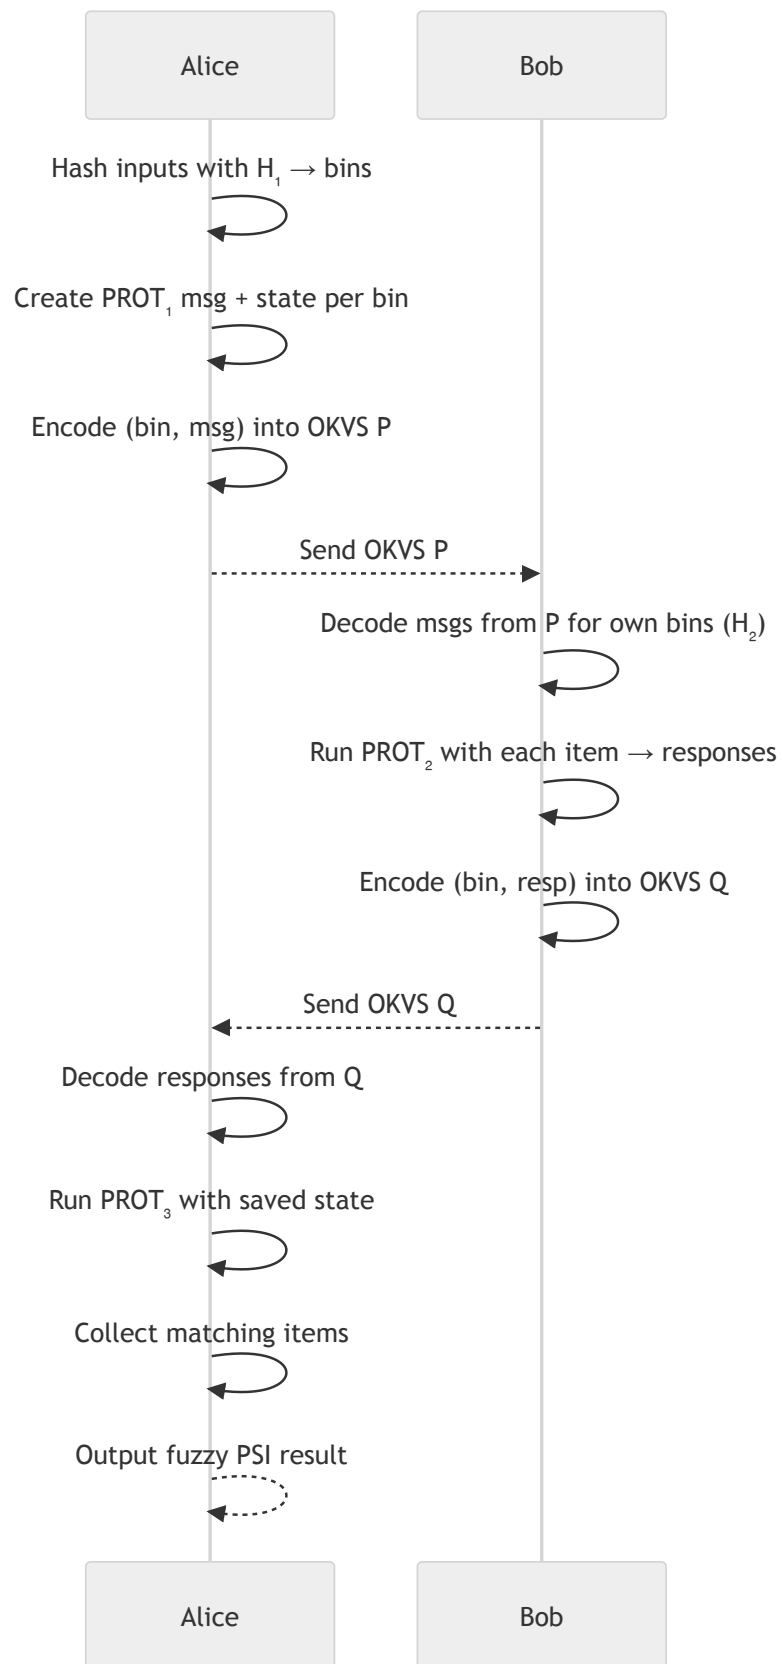 Alice Bob
Hash inputs with H₁ → bins
Create PROT₁ msg + state per bin
Encode (bin, msg) into OKVS P
Send OKVS P
Decode msgs from P for own bins (H₂)
Run PROT₂ with each item → responses
Encode (bin, resp) into OKVS Q
Send OKVS Q
Decode responses from Q
Run PROT₃ with saved state
Collect matching items
Output fuzzy PSI result
Alice Bob